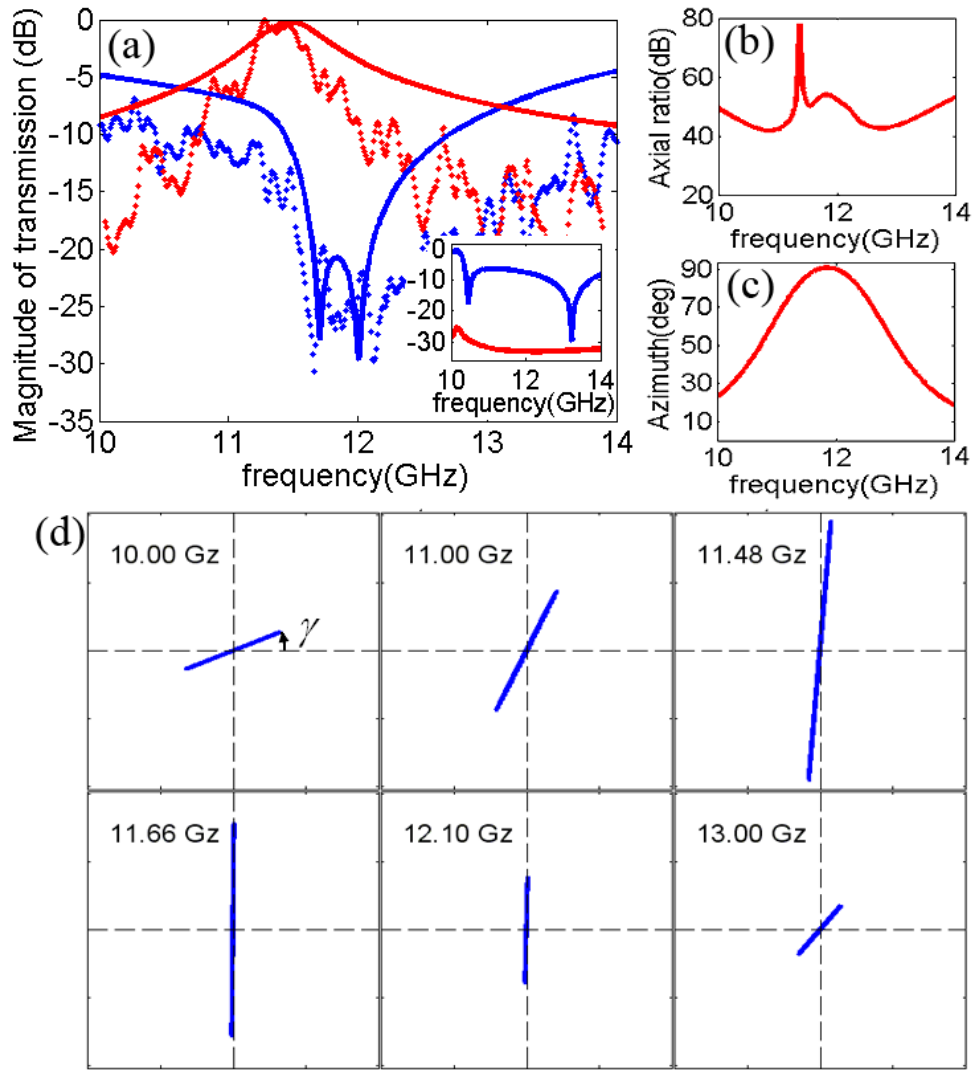 (a)
Magnitude of transmission (dB)
0
-5
-10
-15
-20
-25
-30
-35
10 11 12 13 14
frequency(GHz)
0
-10
-20
-30
10 12 14
frequency(GHz)
(b)
Axial ratio(dB)
80
60
40
20
10 12 14
frequency(GHz)
(c)
Azimuth(deg)
90
70
50
30
10
10 12 14
frequency(GHz)
(d)
10.00 Gz
γ
11.00 Gz
11.48 Gz
11.66 Gz
12.10 Gz
13.00 Gz